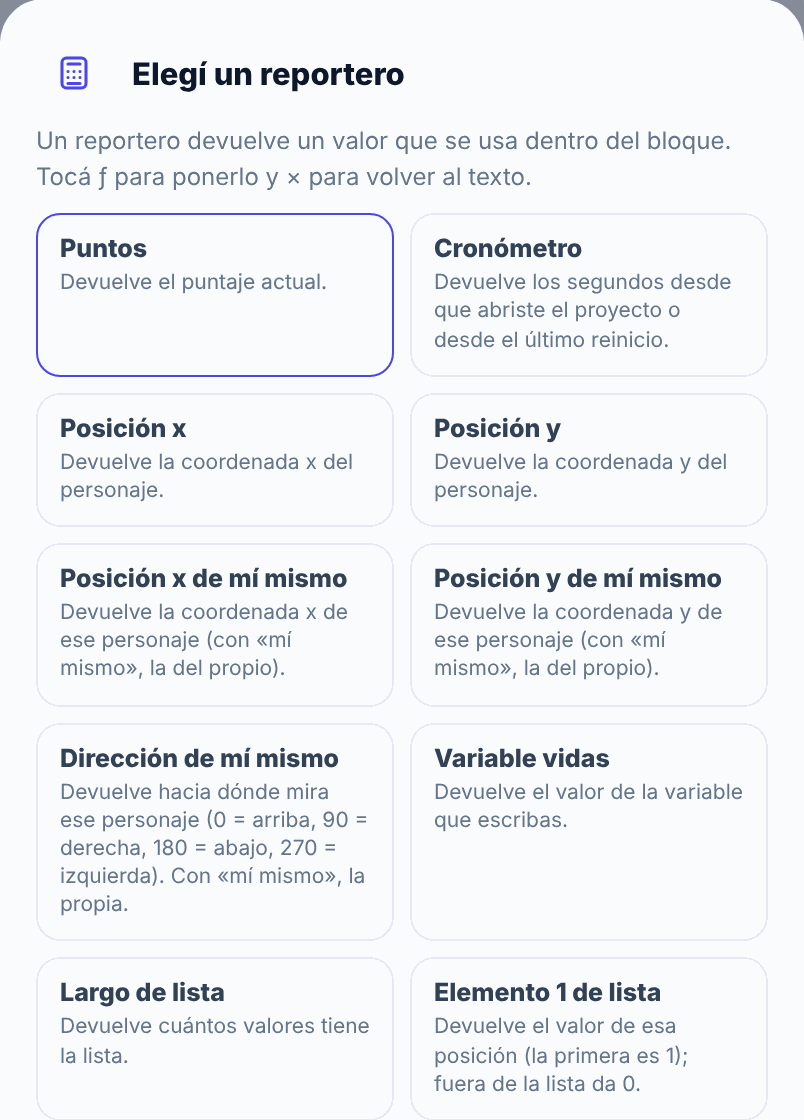 Elegí un reportero
Un reportero devuelve un valor que se usa dentro del bloque.
Tocá ƒ para ponerlo y × para volver al texto.
Puntos
Devuelve el puntaje actual.
Cronómetro
Devuelve los segundos desde
que abriste el proyecto o
desde el último reinicio.
Posición x
Devuelve la coordenada x del
personaje.
Posición y
Devuelve la coordenada y del
personaje.
Posición x de mí mismo
Devuelve la coordenada x de
ese personaje (con «mí
mismo», la del propio).
Posición y de mí mismo
Devuelve la coordenada y de
ese personaje (con «mí
mismo», la del propio).
Dirección de mí mismo
Devuelve hacia dónde mira
ese personaje (0 = arriba, 90 =
derecha, 180 = abajo, 270 =
izquierda). Con «mí mismo», la
propia.
Variable vidas
Devuelve el valor de la variable
que escribas.
Largo de lista
Devuelve cuántos valores tiene
la lista.
Elemento 1 de lista
Devuelve el valor de esa
posición (la primera es 1);
fuera de la lista da 0.